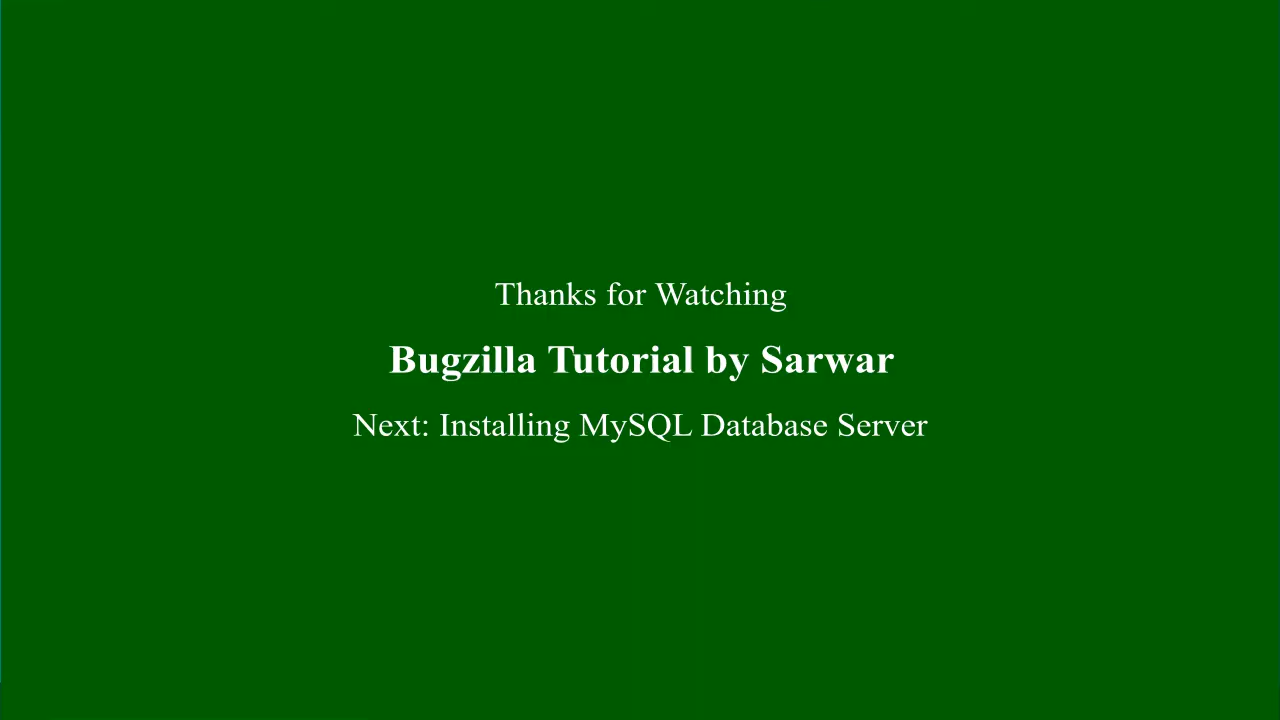 Thanks for Watching
Bugzilla Tutorial by Sarwar
Next: Installing MySQL Database Server